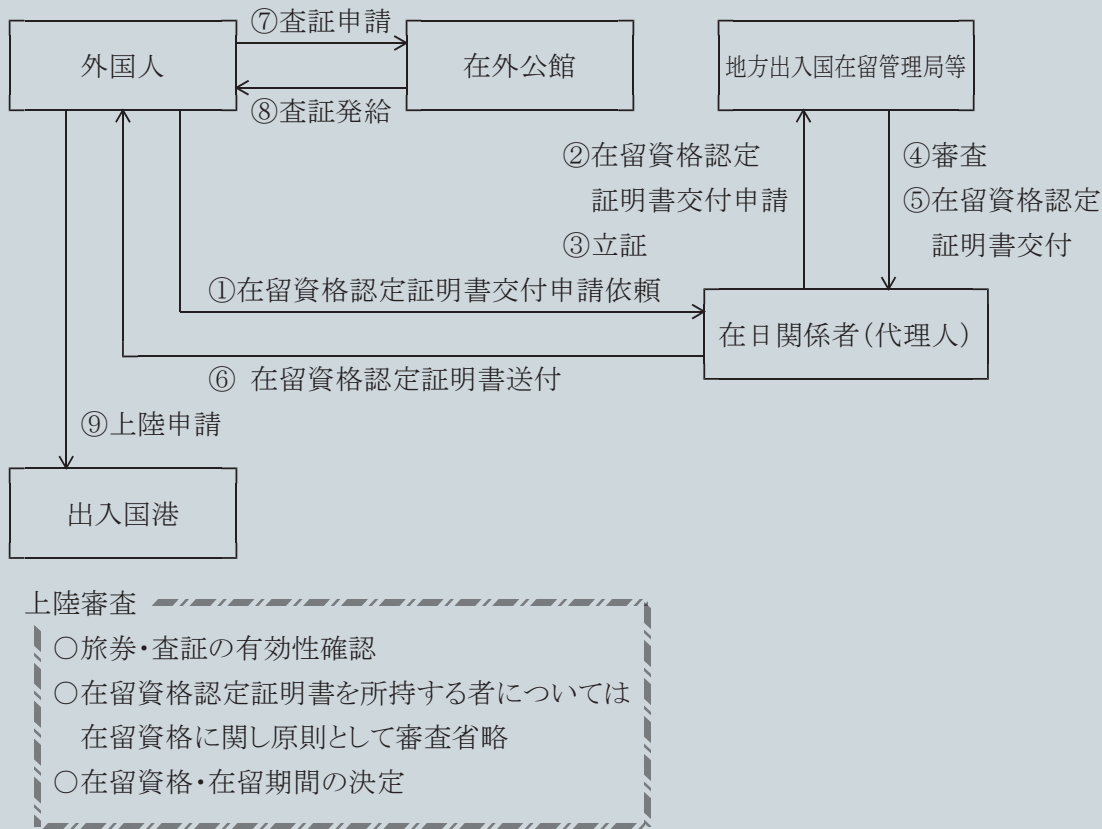 ⑦査証申請
外国人
在外公館
地方出入国在留管理局等
⑧査証発給
②在留資格認定
証明書交付申請
③立証
④審査
⑤在留資格認定
証明書交付
①在留資格認定証明書交付申請依頼
在日関係者(代理人)
⑥ 在留資格認定証明書送付
⑨上陸申請
出入国港
上陸審査
○旅券・査証の有効性確認
○在留資格認定証明書を所持する者については
在留資格に関し原則として審査省略
○在留資格・在留期間の決定